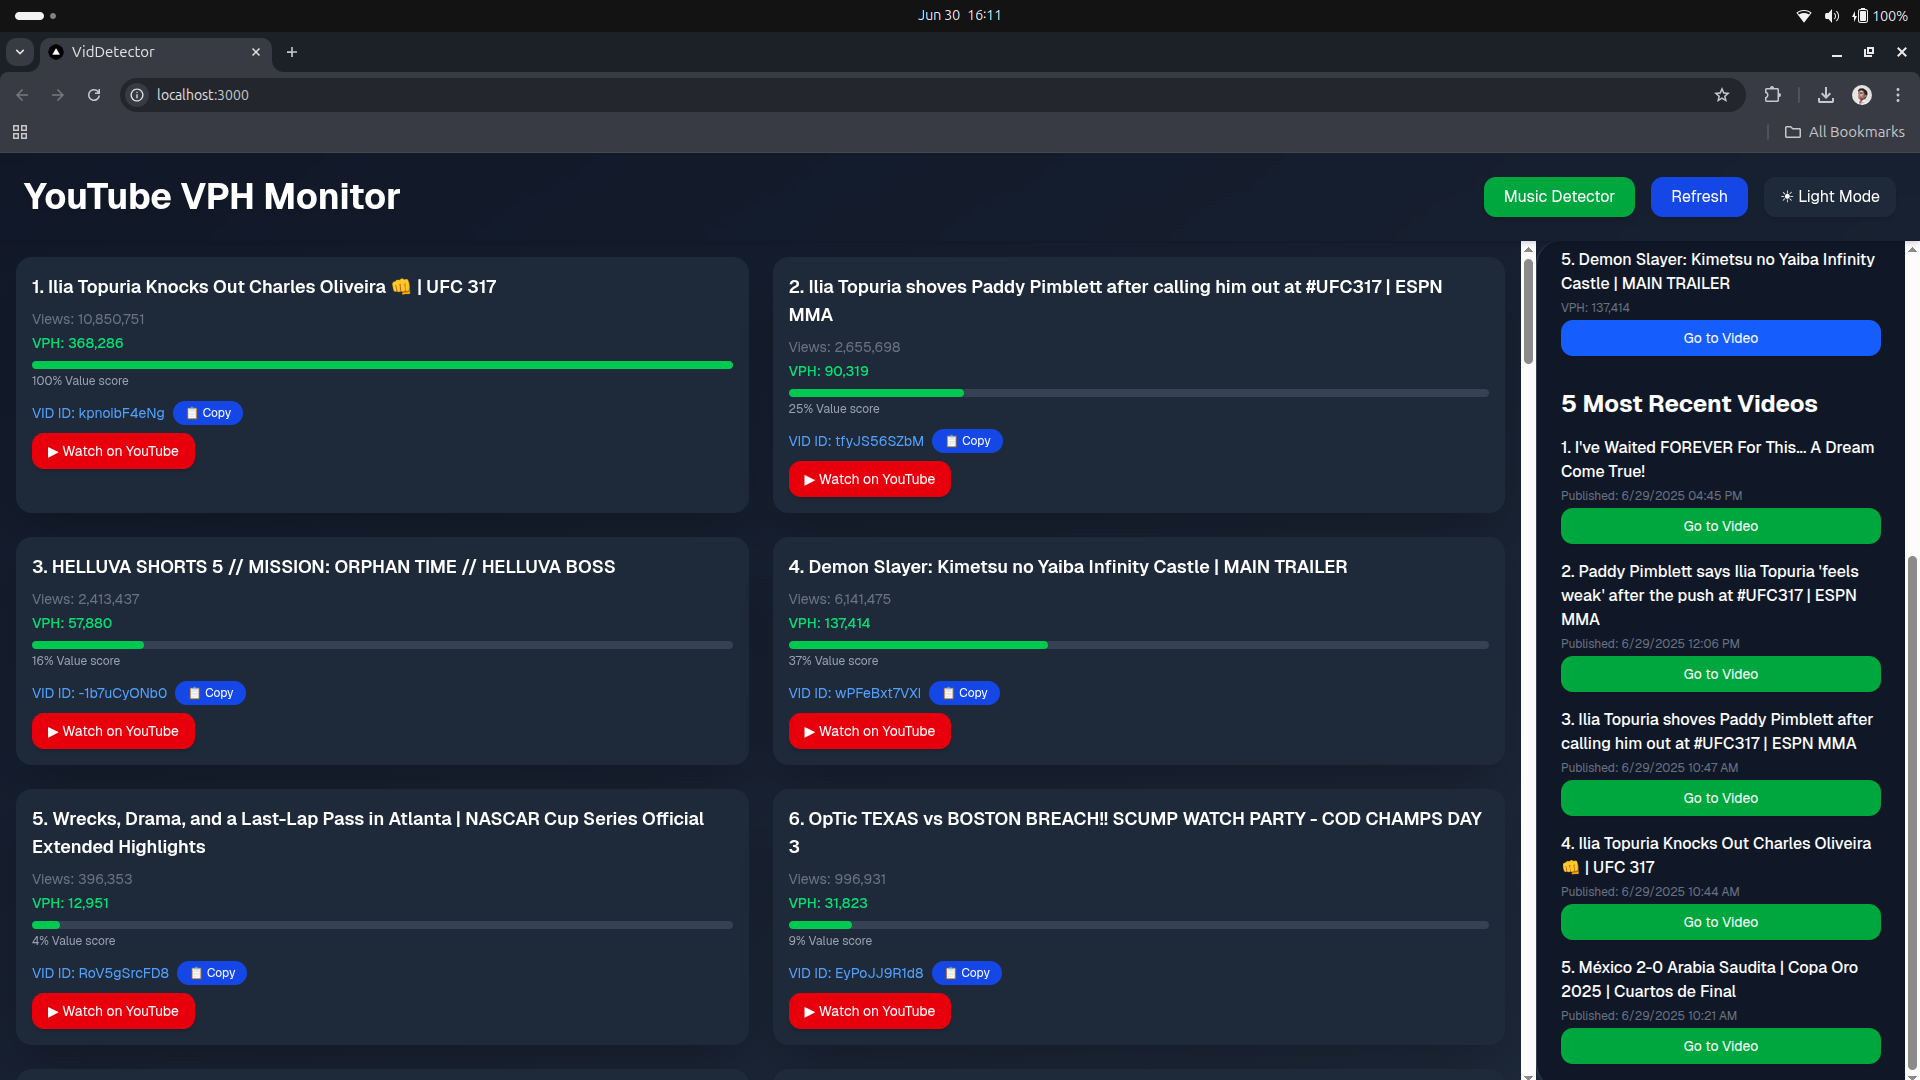 Jun 30 16:11
100%
VidDetector
localhost:3000
All Bookmarks
YouTube VPH Monitor
Music Detector
Refresh
☀ Light Mode
1. Ilia Topuria Knocks Out Charles Oliveira 👊 | UFC 317
Views: 10,850,751
VPH: 368,286
100% Value score
VID ID: kpnoibF4eNg
📋 Copy
▶ Watch on YouTube
2. Ilia Topuria shoves Paddy Pimblett after calling him out at #UFC317 | ESPN
MMA
Views: 2,655,698
VPH: 90,319
25% Value score
VID ID: tfyJS56SZbM
📋 Copy
▶ Watch on YouTube
3. HELLUVA SHORTS 5 // MISSION: ORPHAN TIME // HELLUVA BOSS
Views: 2,413,437
VPH: 57,880
16% Value score
VID ID: -1b7uCyONb0
📋 Copy
▶ Watch on YouTube
4. Demon Slayer: Kimetsu no Yaiba Infinity Castle | MAIN TRAILER
Views: 6,141,475
VPH: 137,414
37% Value score
VID ID: wPFeBxt7VXI
📋 Copy
▶ Watch on YouTube
5. Wrecks, Drama, and a Last-Lap Pass in Atlanta | NASCAR Cup Series Official
Extended Highlights
Views: 396,353
VPH: 12,951
4% Value score
VID ID: RoV5gSrcFD8
📋 Copy
▶ Watch on YouTube
6. OpTic TEXAS vs BOSTON BREACH!! SCUMP WATCH PARTY - COD CHAMPS DAY
3
Views: 996,931
VPH: 31,823
9% Value score
VID ID: EyPoJJ9R1d8
📋 Copy
▶ Watch on YouTube
5. Demon Slayer: Kimetsu no Yaiba Infinity
Castle | MAIN TRAILER
VPH: 137,414
Go to Video
5 Most Recent Videos
1. I've Waited FOREVER For This... A Dream
Come True!
Published: 6/29/2025 04:45 PM
Go to Video
2. Paddy Pimblett says Ilia Topuria 'feels
weak' after the push at #UFC317 | ESPN
MMA
Published: 6/29/2025 12:06 PM
Go to Video
3. Ilia Topuria shoves Paddy Pimblett after
calling him out at #UFC317 | ESPN MMA
Published: 6/29/2025 10:47 AM
Go to Video
4. Ilia Topuria Knocks Out Charles Oliveira
👊 | UFC 317
Published: 6/29/2025 10:44 AM
Go to Video
5. México 2-0 Arabia Saudita | Copa Oro
2025 | Cuartos de Final
Published: 6/29/2025 10:21 AM
Go to Video